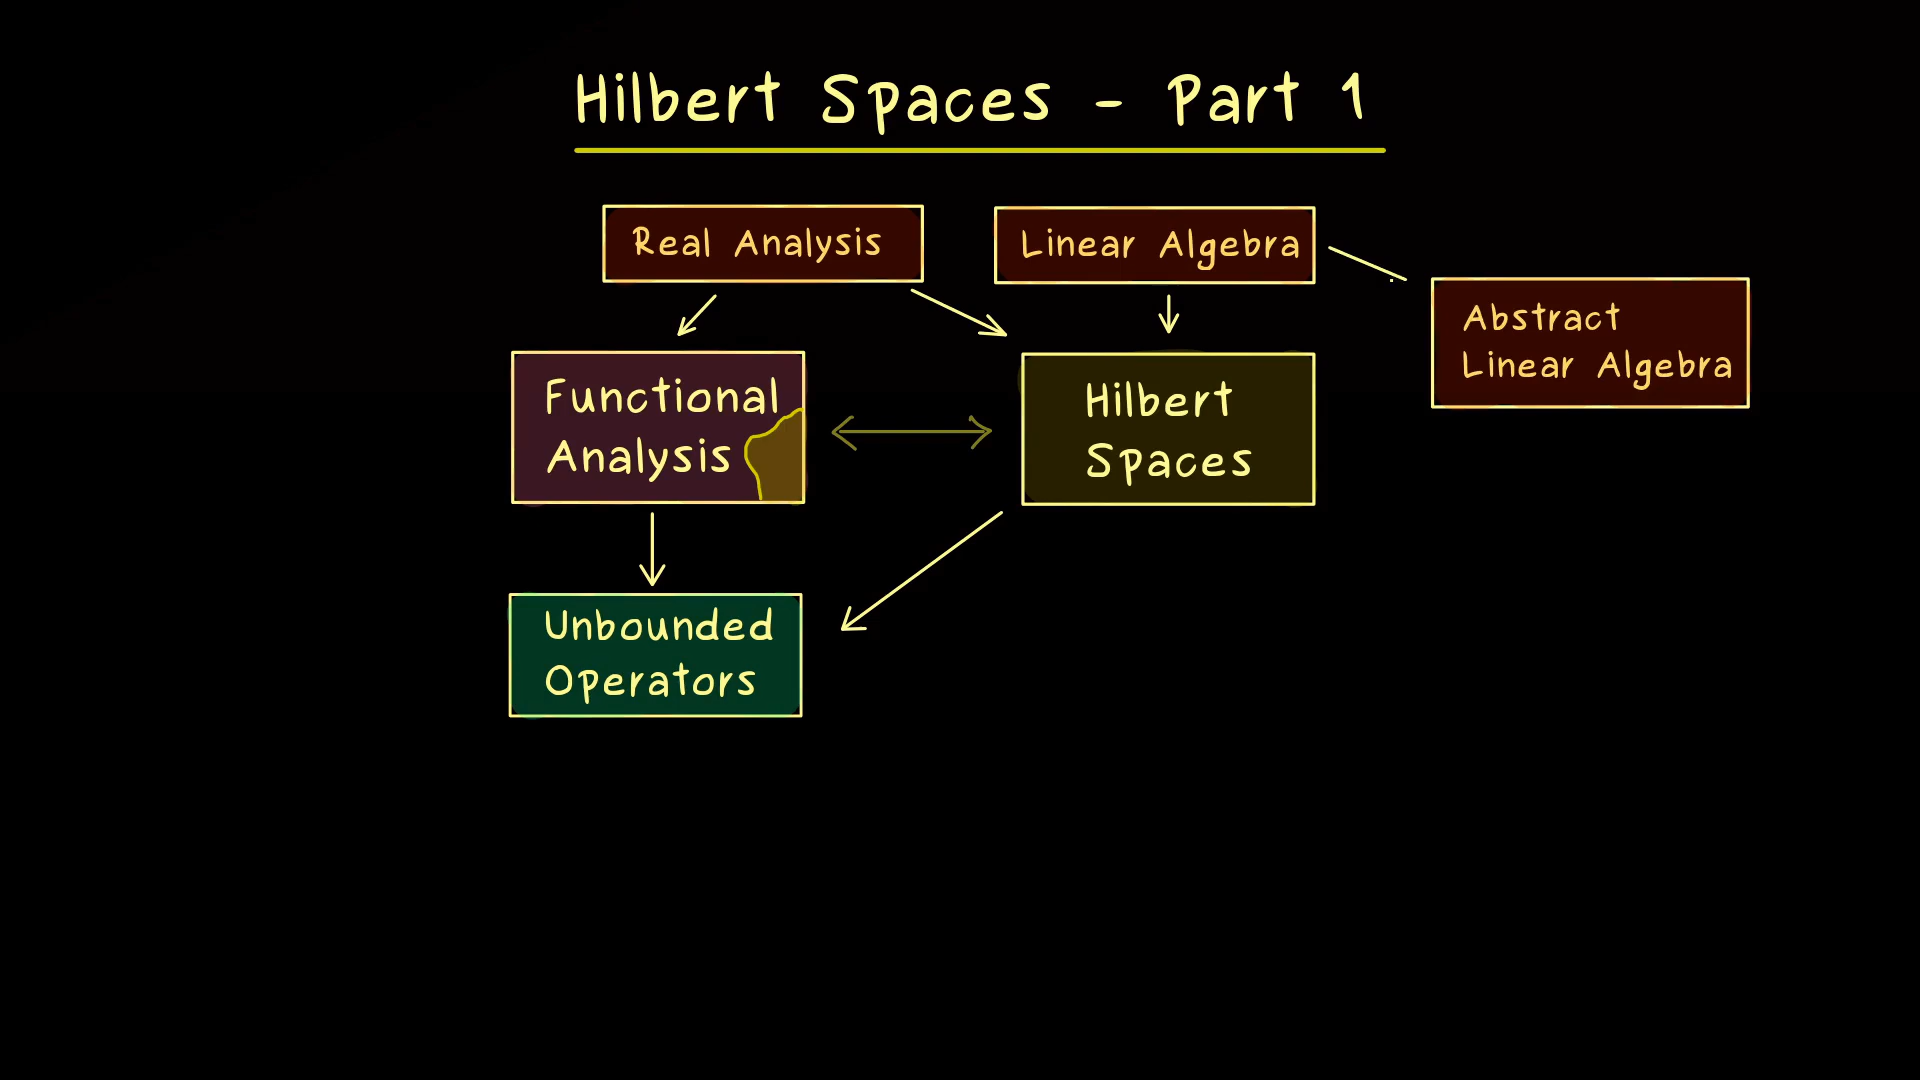 Hilbert Spaces - Part 1
Real Analysis
Linear Algebra
Abstract
Linear Algebra
Functional
Analysis
Hilbert
Spaces
Unbounded
Operators